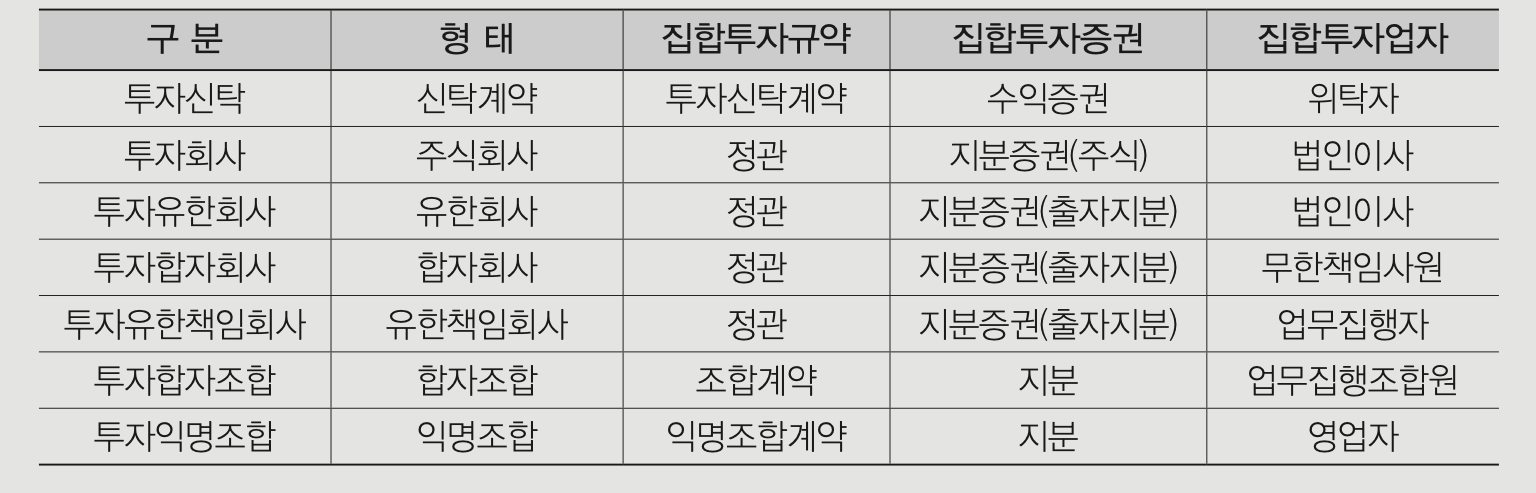 구 분 형 태 집합투자규약 집합투자증권 집합투자업자
투자신탁 신탁계약 투자신탁계약 수익증권 위탁자
투자회사 주식회사 정관 지분증권(주식) 법인이사
투자유한회사 유한회사 정관 지분증권(출자지분) 법인이사
투자합자회사 합자회사 정관 지분증권(출자지분) 무한책임사원
투자유한책임회사 유한책임회사 정관 지분증권(출자지분) 업무집행자
투자합자조합 합자조합 조합계약 지분 업무집행조합원
투자익명조합 익명조합 익명조합계약 지분 영업자